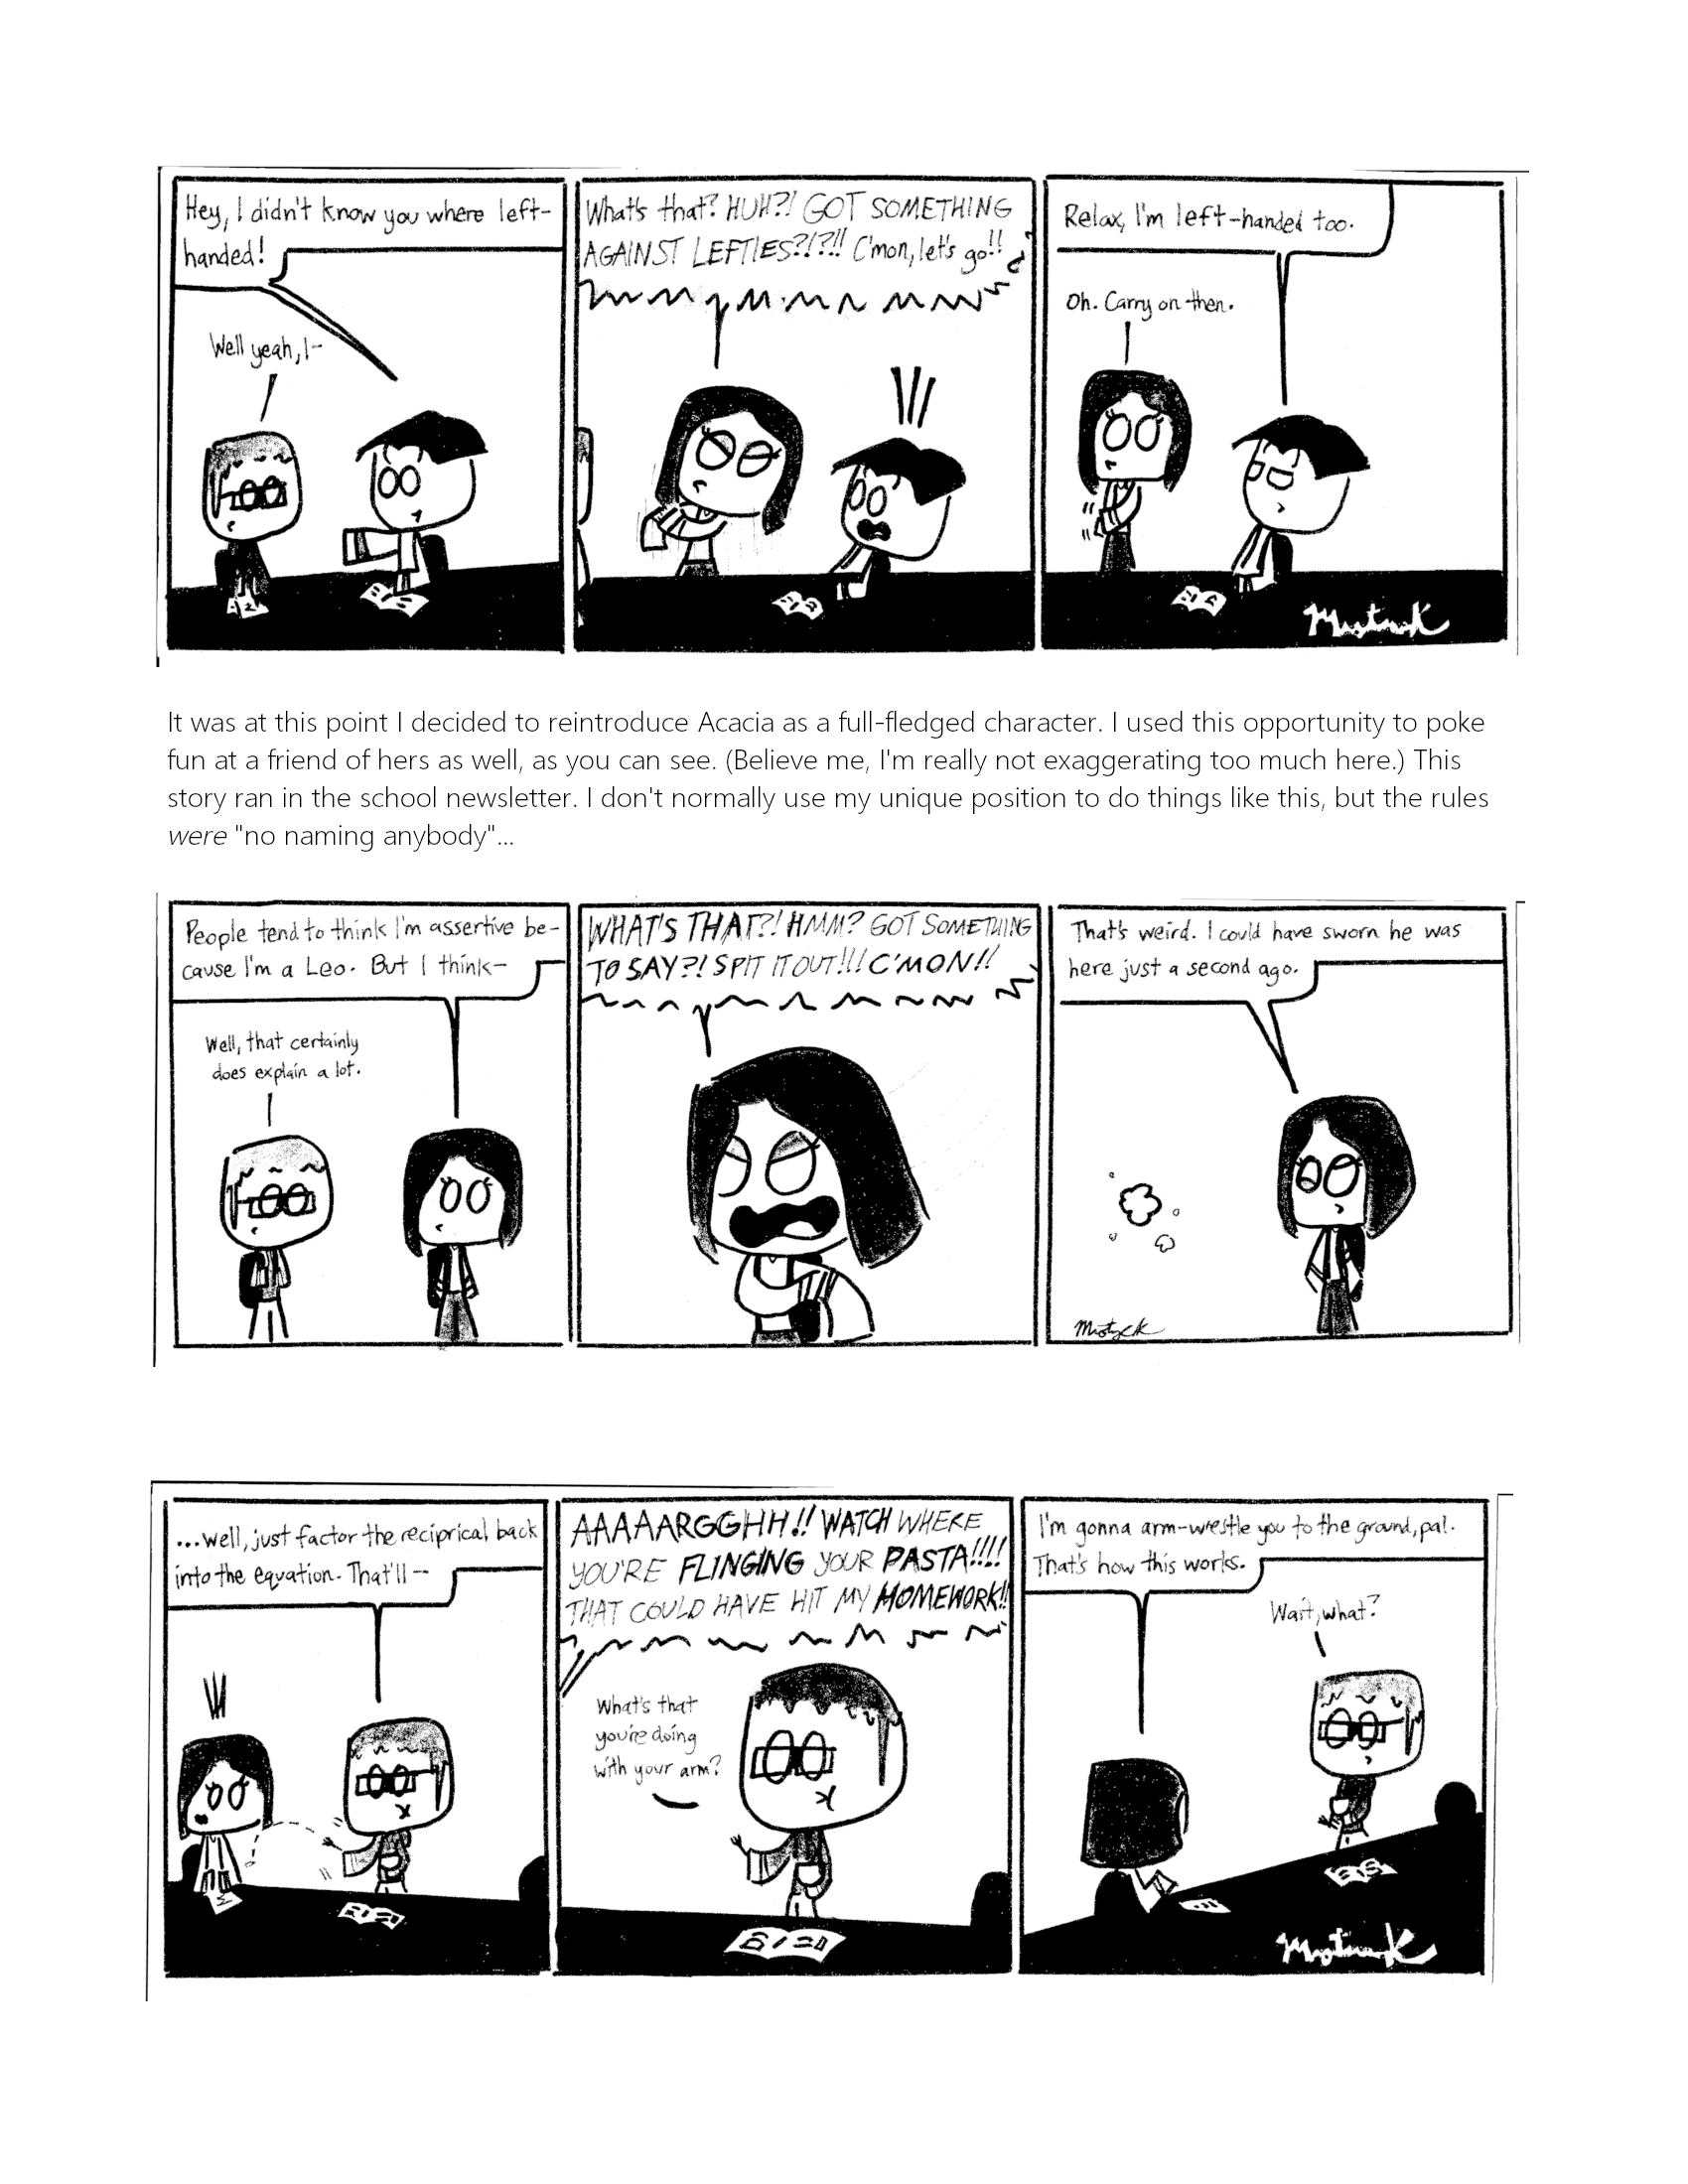 Hey, I didn't know you where left-
handed!
Well yeah, I-
What's that? HUH?! GOT SOMETHING
AGAINST LEFTIES?!?!! C'mon, let's go!!
Relax, I'm left-handed too.
Oh. Carry on then.
It was at this point I decided to reintroduce Acacia as a full-fledged character. I used this opportunity to poke
fun at a friend of hers as well, as you can see. (Believe me, I'm really not exaggerating too much here.) This
story ran in the school newsletter. I don't normally use my unique position to do things like this, but the rules
were "no naming anybody"...
People tend to think I'm assertive be-
cause I'm a Leo. But I think-
Well, that certainly
does explain a lot.
WHAT'S THAT?! HMM? GOT SOMETHING
TO SAY?! SPIT IT OUT!!! C'MON!!
That's weird. I could have sworn he was
here just a second ago.
...well, just factor the reciprical back
into the equation. That'll--
AAAAARGGHH!! WATCH WHERE
YOU'RE FLINGING YOUR PASTA!!!!
THAT COULD HAVE HIT MY HOMEWORK!!
What's that
you're doing
with your arm?
I'm gonna arm-wrestle you to the ground, pal.
That's how this works.
Wait, what?